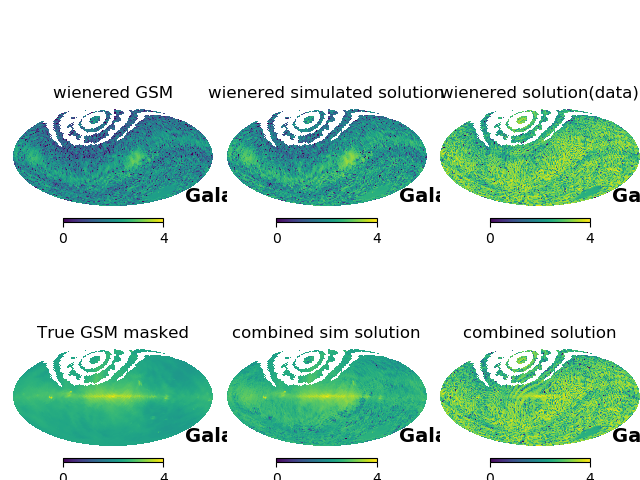 wienered GSM
wienered simulated solution
wienered solution(data)
Gala
Gala
Ga
0 4
0 4
0 4
True GSM masked
combined sim solution
combined solution
Gala
Gala
Ga
0 4
0 4
0 4